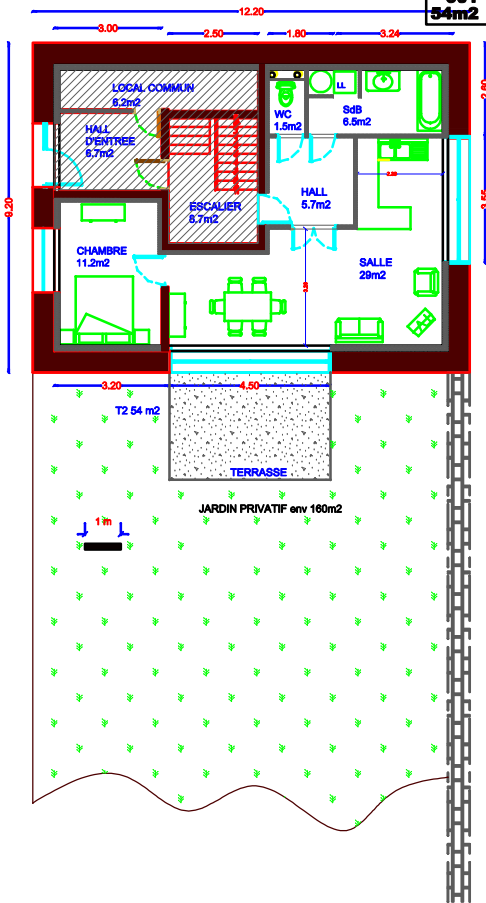 54m2
12.20
3.00
2.50
1.80
3.24
LOCAL COMMUN
6.2m2
LL
WC
1.5m2
SdB
6.5m2
HALL
D'ENTREE
6.7m2
9.20
HALL
5.7m2
ESCALIER
6.7m2
CHAMBRE
11.2m2
SALLE
29m2
3.20
4.50
T2 54 m2
TERRASSE
JARDIN PRIVATIF env 160m2
1 m